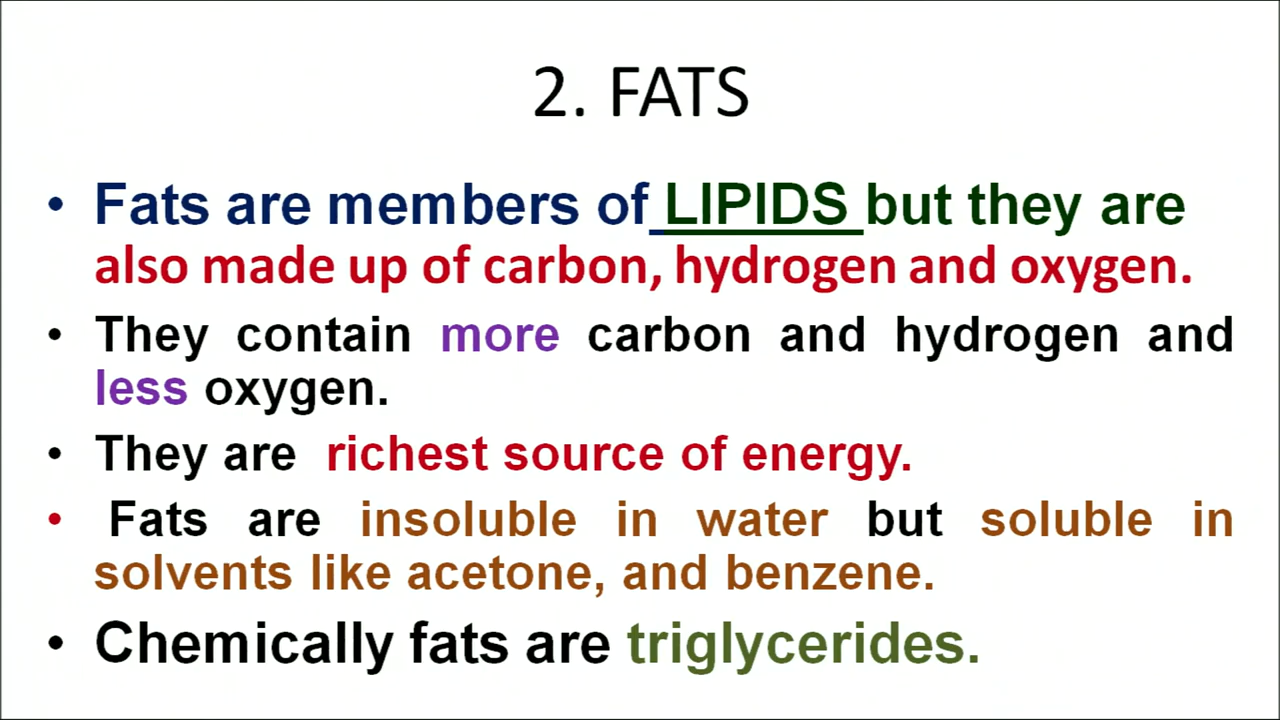 2. FATS
• Fats are members of LIPIDS but they are
also made up of carbon, hydrogen and oxygen.
• They contain more carbon and hydrogen and
less oxygen.
• They are richest source of energy.
• Fats are insoluble in water but soluble in
solvents like acetone, and benzene.
• Chemically fats are triglycerides.